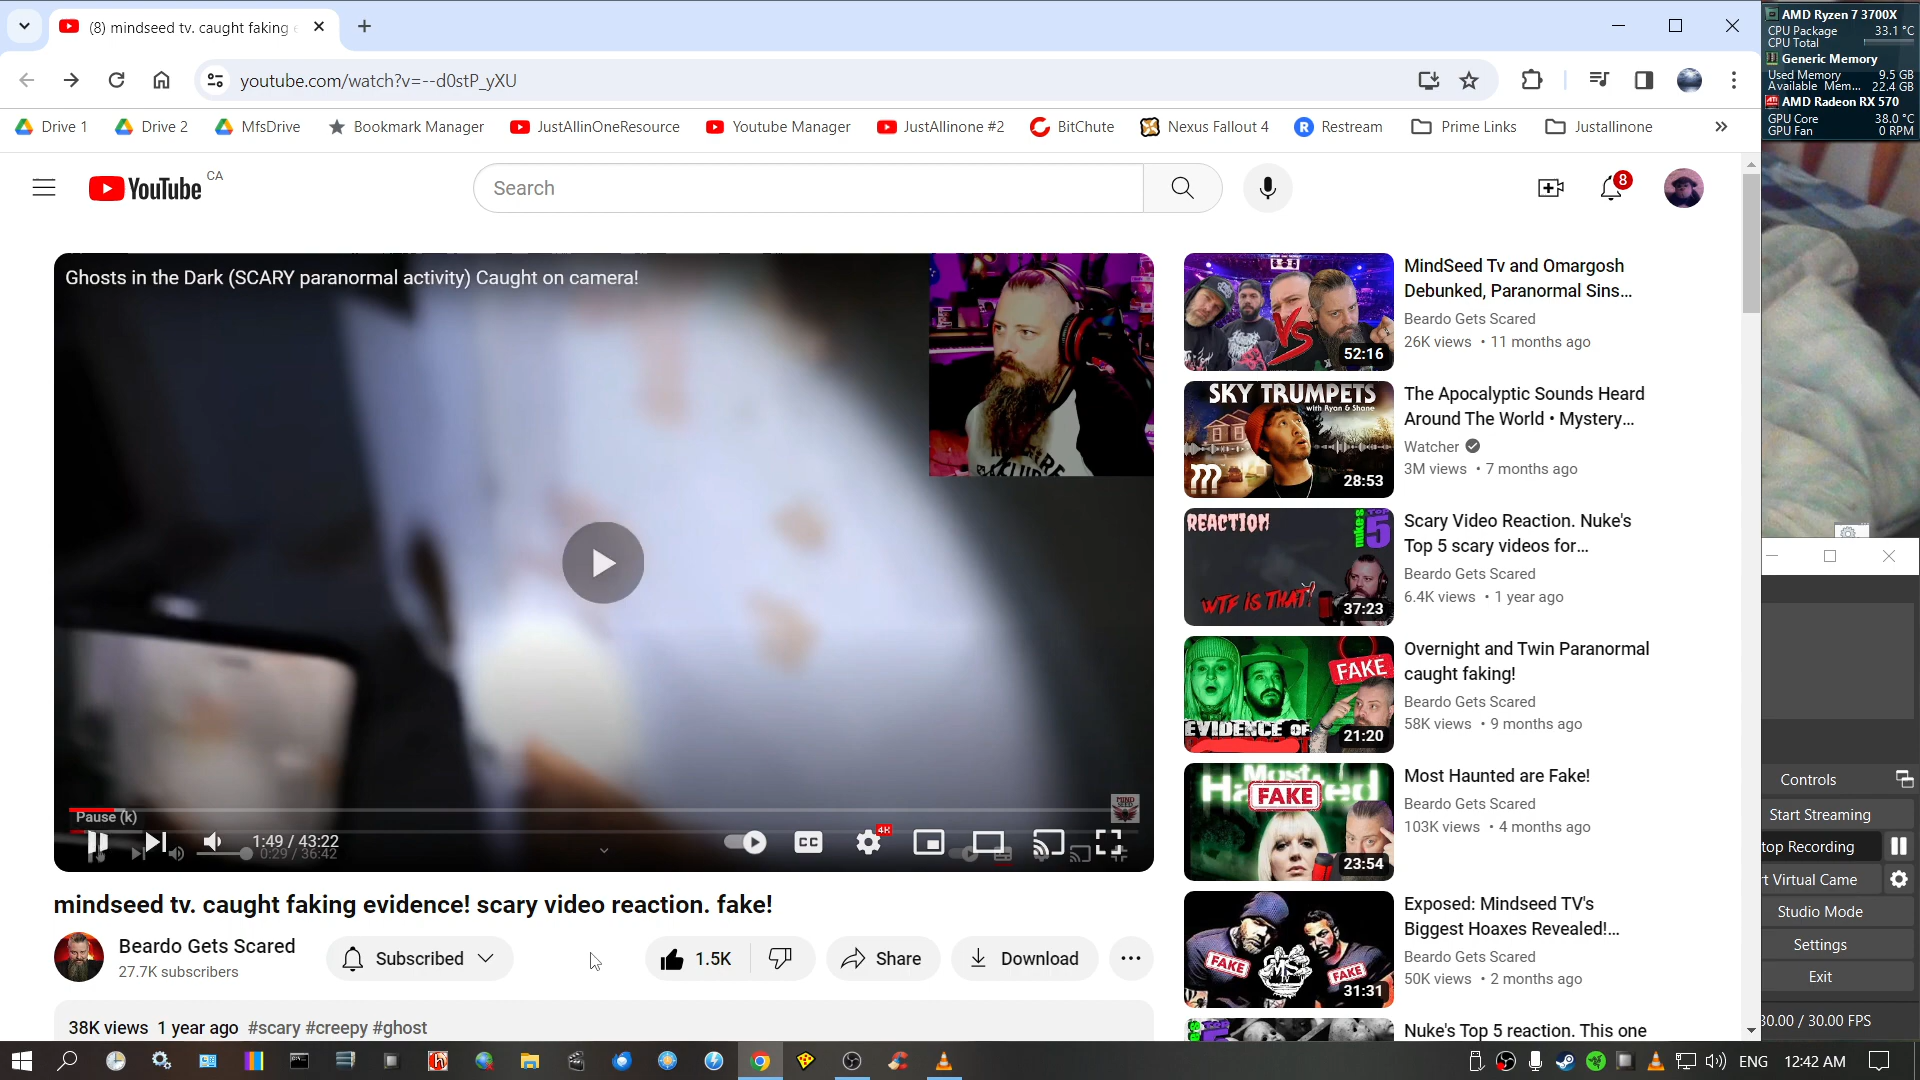 (8) mindseed tv. caught faking
youtube.com/watch?v=--d0stP_yXU
Drive 1
Drive 2
MfsDrive
Bookmark Manager
JustAllinOneResource
Youtube Manager
JustAllinone #2
BitChute
Nexus Fallout 4
Restream
Prime Links
Justallinone
AMD Ryzen 7 3700X
CPU Package 33.1 °C
CPU Total
Generic Memory
Used Memory 9.5 GB
Available Mem... 22.4 GB
AMD Radeon RX 570
GPU Core 38.0 °C
GPU Fan 0 RPM
YouTube CA
Search
8
Ghosts in the Dark (SCARY paranormal activity) Caught on camera!
MIND SEED
Pause (k)
1:49 / 43:22
0:29 / 36:42
CC
4K
mindseed tv. caught faking evidence! scary video reaction. fake!
Beardo Gets Scared
27.7K subscribers
Subscribed
1.5K
Share
Download
38K views 1 year ago #scary #creepy #ghost
VS
52:16
MindSeed Tv and Omargosh
Debunked, Paranormal Sins...
Beardo Gets Scared
26K views • 11 months ago
SKY TRUMPETS
with Ryan & Shane
28:53
The Apocalyptic Sounds Heard
Around The World • Mystery...
Watcher
3M views • 7 months ago
REACTION
nuke's TOP 5
WTF IS THAT?
37:23
Scary Video Reaction. Nuke's
Top 5 scary videos for...
Beardo Gets Scared
6.4K views • 1 year ago
FAKE
EVIDENCE OF
21:20
Overnight and Twin Paranormal
caught faking!
Beardo Gets Scared
58K views • 9 months ago
Most
FAKE
23:54
Most Haunted are Fake!
Beardo Gets Scared
103K views • 4 months ago
FAKE
FAKE
31:31
Exposed: Mindseed TV's
Biggest Hoaxes Revealed!...
Beardo Gets Scared
50K views • 2 months ago
Nuke's Top 5 reaction. This one
Controls
Start Streaming
top Recording
t Virtual Came
Studio Mode
Settings
Exit
30.00 / 30.00 FPS
ENG
12:42 AM